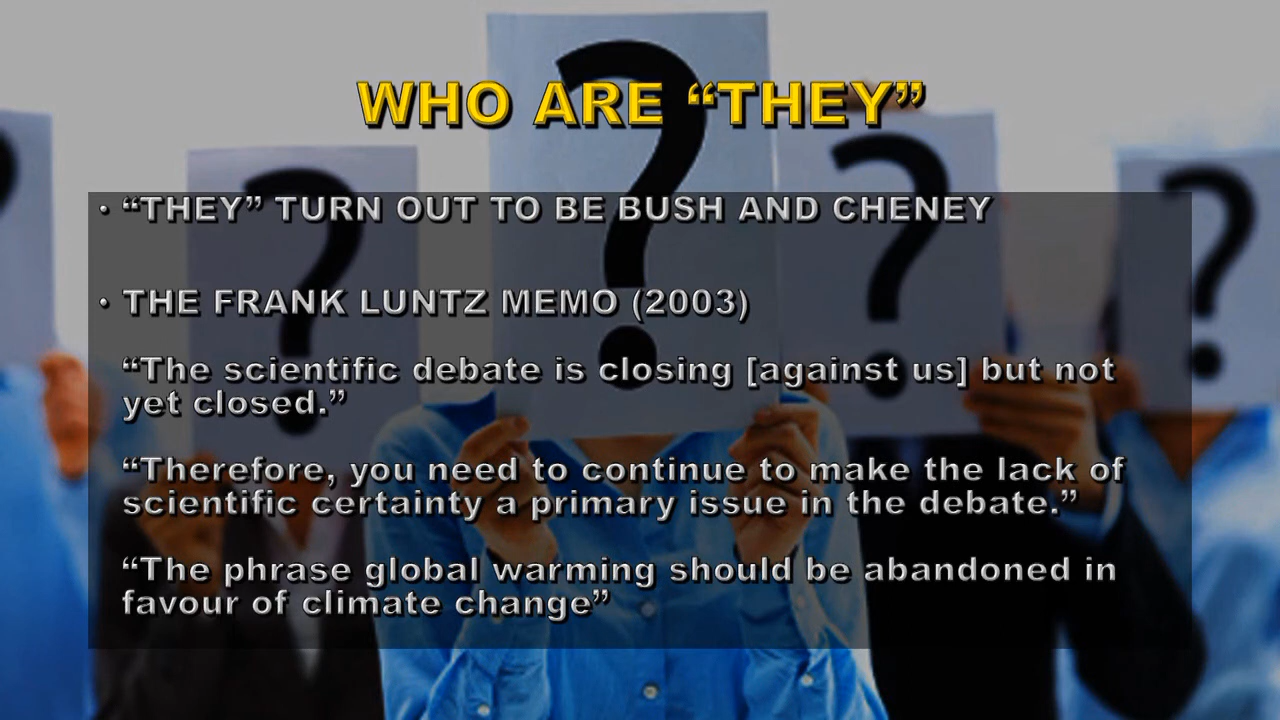 WHO ARE “THEY”
• “THEY” TURN OUT TO BE BUSH AND CHENEY
• THE FRANK LUNTZ MEMO (2003)
“The scientific debate is closing [against us] but not
yet closed.”
“Therefore, you need to continue to make the lack of
scientific certainty a primary issue in the debate.”
“The phrase global warming should be abandoned in
favour of climate change”